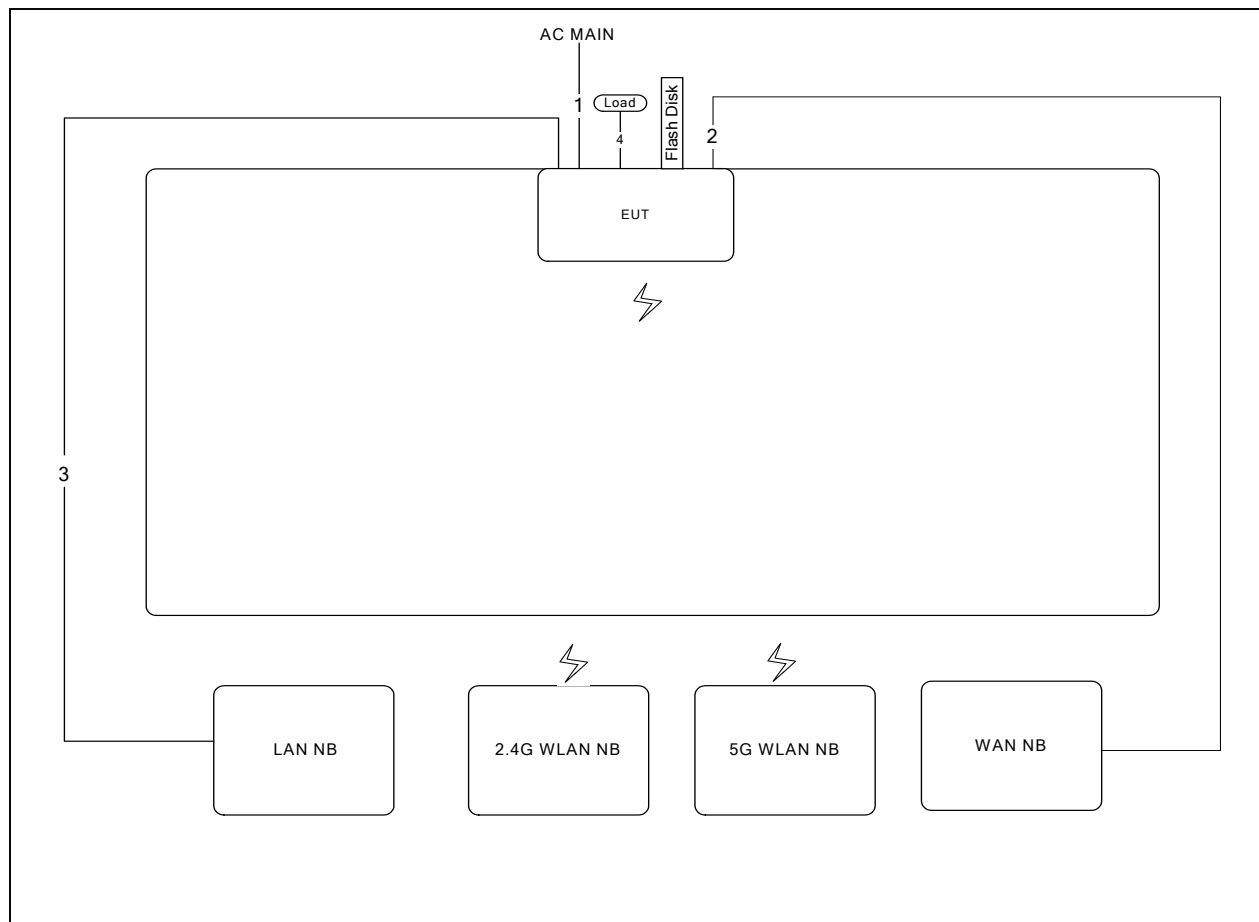 AC MAIN
1
Load
4
Flash Disk
2
EUT
3
LAN NB
2.4G WLAN NB
5G WLAN NB
WAN NB